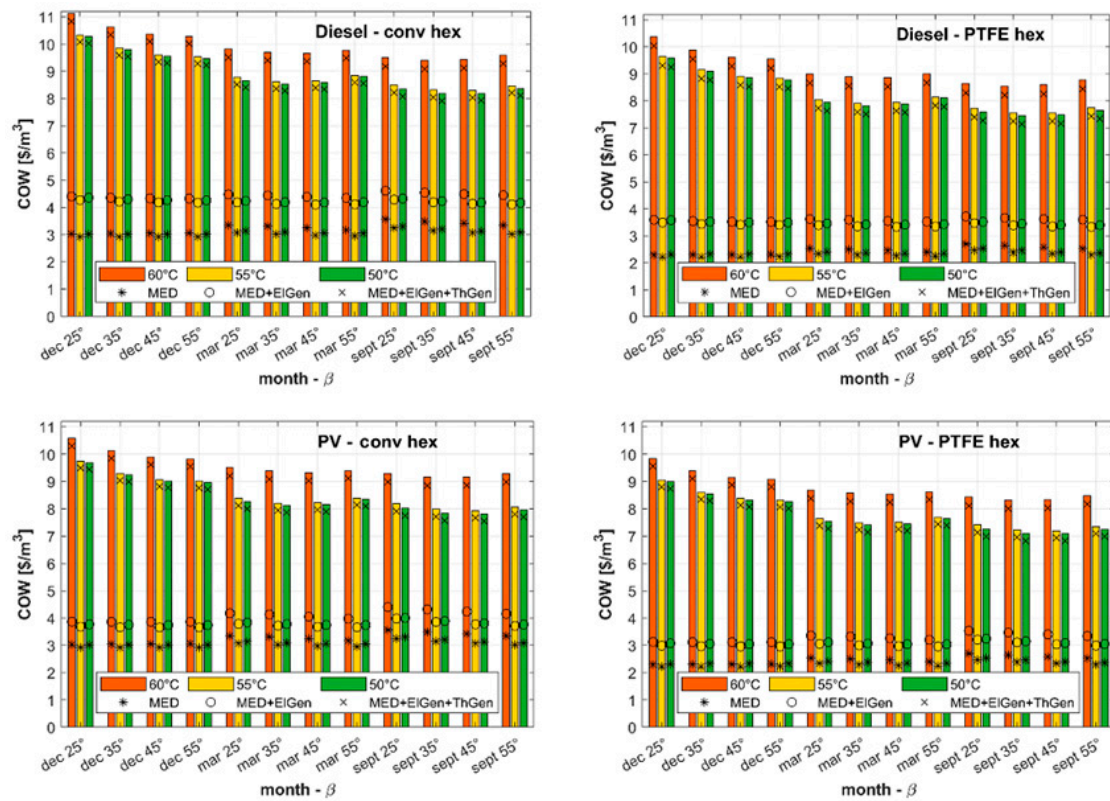 Diesel - conv hex
COW [$/m³]
11
10
9
8
7
6
5
4
3
2
1
0
60°C 55°C 50°C
MED MED+ElGen MED+ElGen+ThGen
dec 25° dec 35° dec 45° dec 55° mar 25° mar 35° mar 45° mar 55° sept 25° sept 35° sept 45° sept 55°
month - β
Diesel - PTFE hex
COW [$/m³]
11
10
9
8
7
6
5
4
3
2
1
0
60°C 55°C 50°C
MED MED+ElGen MED+ElGen+ThGen
dec 25° dec 35° dec 45° dec 55° mar 25° mar 35° mar 45° mar 55° sept 25° sept 35° sept 45° sept 55°
month - β
PV - conv hex
COW [$/m³]
11
10
9
8
7
6
5
4
3
2
1
0
60°C 55°C 50°C
MED MED+ElGen MED+ElGen+ThGen
dec 25° dec 35° dec 45° dec 55° mar 25° mar 35° mar 45° mar 55° sept 25° sept 35° sept 45° sept 55°
month - β
PV - PTFE hex
COW [$/m³]
11
10
9
8
7
6
5
4
3
2
1
0
60°C 55°C 50°C
MED MED+ElGen MED+ElGen+ThGen
dec 25° dec 35° dec 45° dec 55° mar 25° mar 35° mar 45° mar 55° sept 25° sept 35° sept 45° sept 55°
month - β